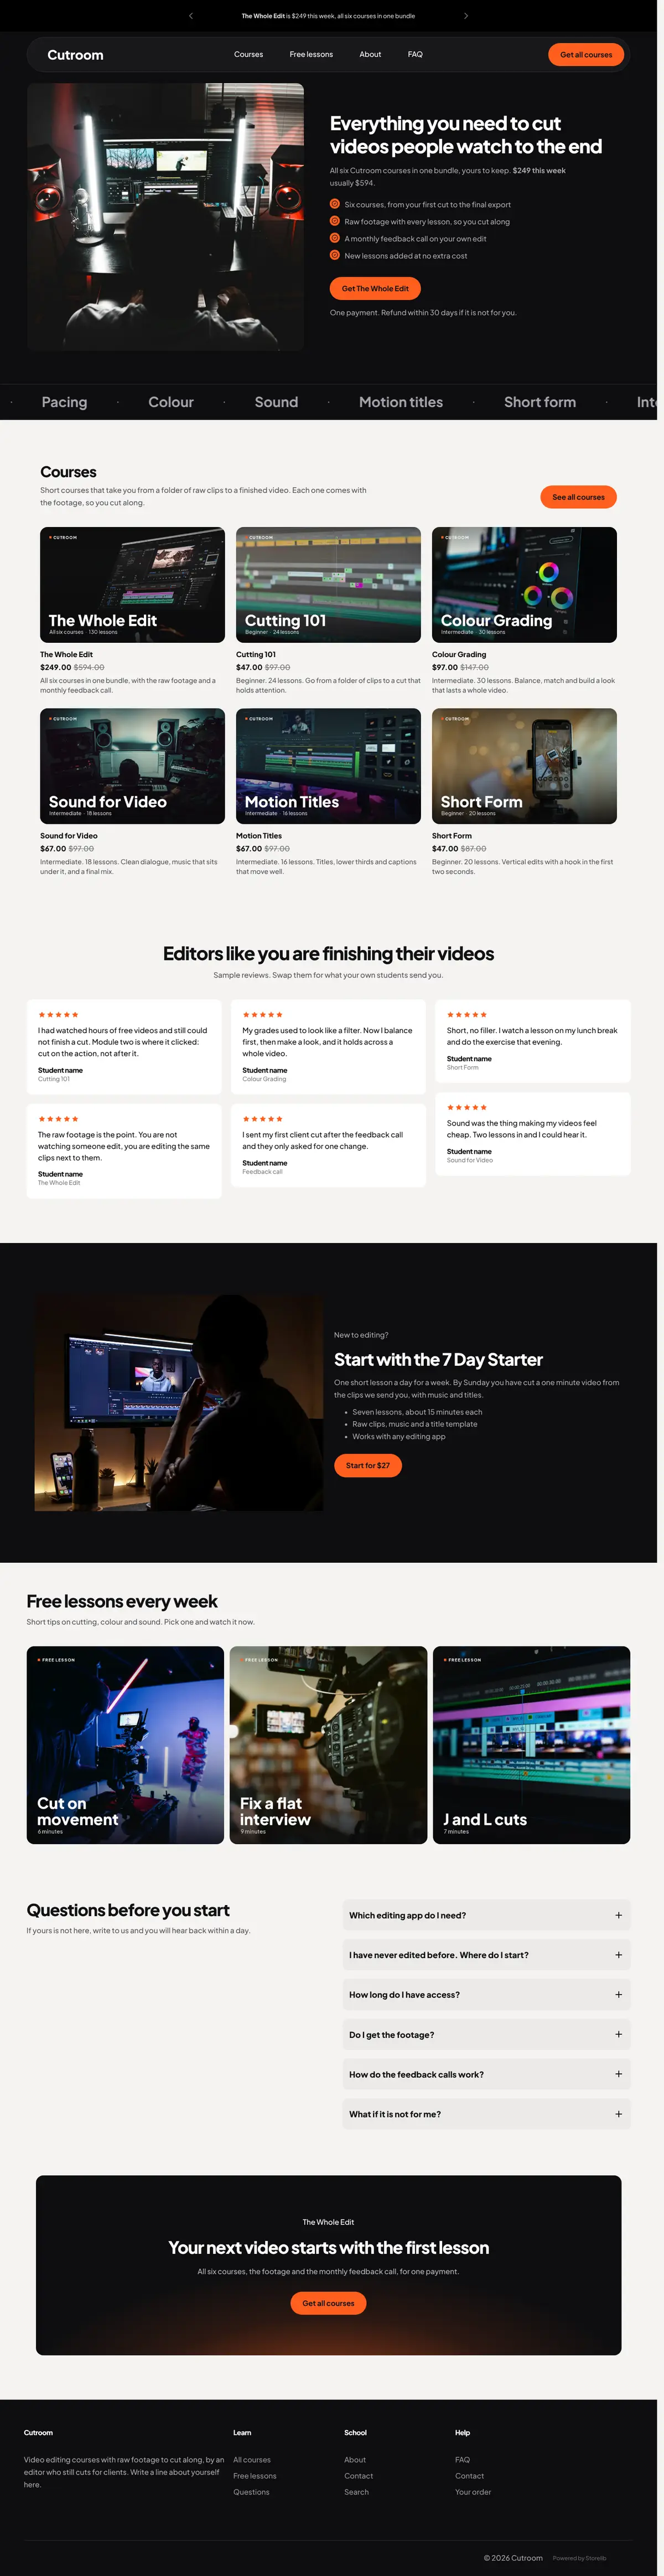 The Whole Edit is $249 this week, all six courses in one bundle
Cutroom
Courses
Free lessons
About
FAQ
Get all courses
Everything you need to cut
videos people watch to the end
All six Cutroom courses in one bundle, yours to keep. $249 this week
usually $594.
Six courses, from your first cut to the final export
Raw footage with every lesson, so you cut along
A monthly feedback call on your own edit
New lessons added at no extra cost
Get The Whole Edit
One payment. Refund within 30 days if it is not for you.
· Pacing · Colour · Sound · Motion titles · Short form · Inte
Courses
Short courses that take you from a folder of raw clips to a finished video. Each one comes with
the footage, so you cut along.
See all courses
CUTROOM
The Whole Edit
All six courses · 130 lessons
The Whole Edit
$249.00 $594.00
All six courses in one bundle, with the raw footage and a
monthly feedback call.
CUTROOM
Cutting 101
Beginner · 24 lessons
Cutting 101
$47.00 $97.00
Beginner. 24 lessons. Go from a folder of clips to a cut that
holds attention.
CUTROOM
Colour Grading
Intermediate · 30 lessons
Colour Grading
$97.00 $147.00
Intermediate. 30 lessons. Balance, match and build a look
that lasts a whole video.
CUTROOM
Sound for Video
Intermediate · 18 lessons
Sound for Video
$67.00 $97.00
Intermediate. 18 lessons. Clean dialogue, music that sits
under it, and a final mix.
CUTROOM
Motion Titles
Intermediate · 16 lessons
Motion Titles
$67.00 $97.00
Intermediate. 16 lessons. Titles, lower thirds and captions
that move well.
CUTROOM
Short Form
Beginner · 20 lessons
Short Form
$47.00 $87.00
Beginner. 20 lessons. Vertical edits with a hook in the first
two seconds.
Editors like you are finishing their videos
Sample reviews. Swap them for what your own students send you.
I had watched hours of free videos and still could
not finish a cut. Module two is where it clicked:
cut on the action, not after it.
Student name
Cutting 101
The raw footage is the point. You are not
watching someone edit, you are editing the same
clips next to them.
Student name
The Whole Edit
My grades used to look like a filter. Now I balance
first, then make a look, and it holds across a
whole video.
Student name
Colour Grading
I sent my first client cut after the feedback call
and they only asked for one change.
Student name
Feedback call
Short, no filler. I watch a lesson on my lunch break
and do the exercise that evening.
Student name
Short Form
Sound was the thing making my videos feel
cheap. Two lessons in and I could hear it.
Student name
Sound for Video
New to editing?
Start with the 7 Day Starter
One short lesson a day for a week. By Sunday you have cut a one minute video from
the clips we send you, with music and titles.
• Seven lessons, about 15 minutes each
• Raw clips, music and a title template
• Works with any editing app
Start for $27
Free lessons every week
Short tips on cutting, colour and sound. Pick one and watch it now.
FREE LESSON
Cut on
movement
6 minutes
FREE LESSON
Fix a flat
interview
9 minutes
FREE LESSON
J and L cuts
7 minutes
Questions before you start
If yours is not here, write to us and you will hear back within a day.
Which editing app do I need?
I have never edited before. Where do I start?
How long do I have access?
Do I get the footage?
How do the feedback calls work?
What if it is not for me?
The Whole Edit
Your next video starts with the first lesson
All six courses, the footage and the monthly feedback call, for one payment.
Get all courses
Cutroom
Video editing courses with raw footage to cut along, by an
editor who still cuts for clients. Write a line about yourself
here.
Learn
All courses
Free lessons
Questions
School
About
Contact
Search
Help
FAQ
Contact
Your order
© 2026 Cutroom